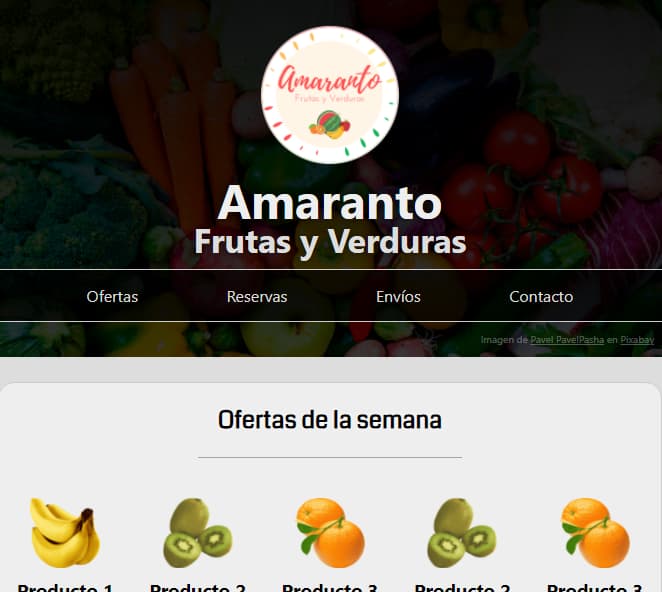 Amaranto
Frutas y Verduras
Amaranto
Frutas y Verduras
Ofertas Reservas Envíos Contacto
Imagen de Pavel PavelPasha en Pixabay
Ofertas de la semana
Producto 1 Producto 2 Producto 3 Producto 2 Producto 3